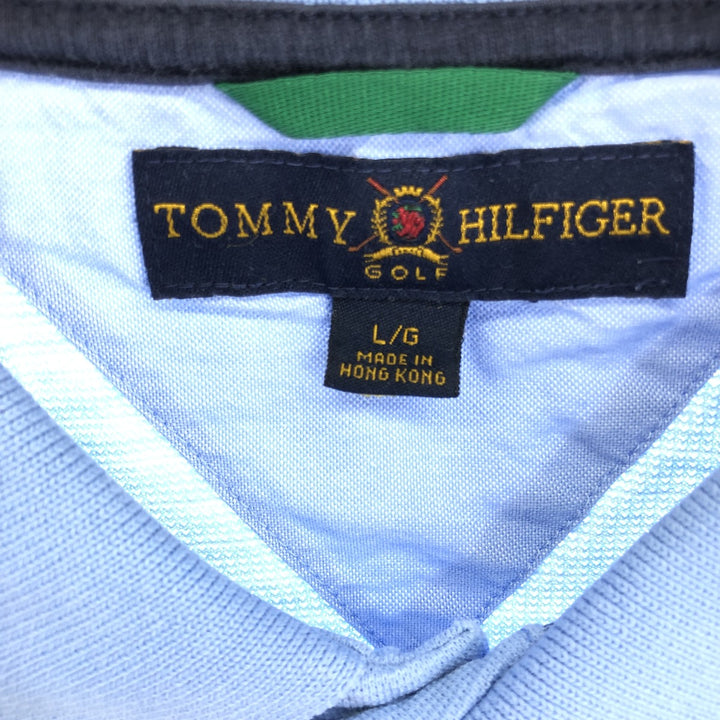 TOMMY HILFIGER
GOLF
L/G
MADE IN
HONG KONG